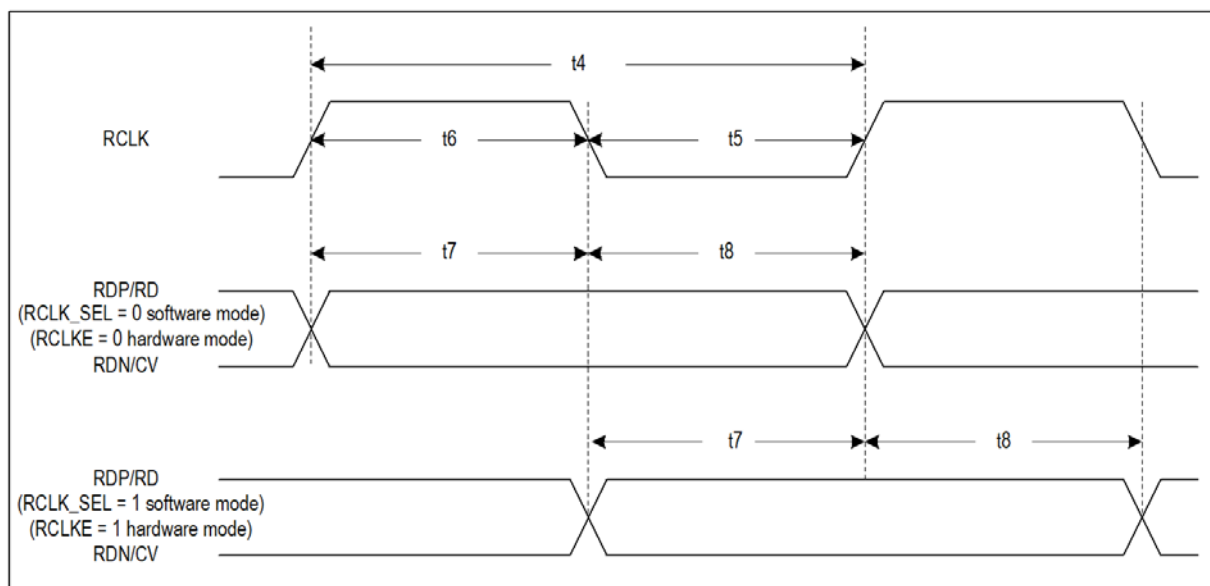 t4
RCLK
t6
t5
t7
t8
RDP/RD
(RCLK_SEL = 0 software mode)
(RCLKE = 0 hardware mode)
RDN/CV
t7
t8
RDP/RD
(RCLK_SEL = 1 software mode)
(RCLKE = 1 hardware mode)
RDN/CV